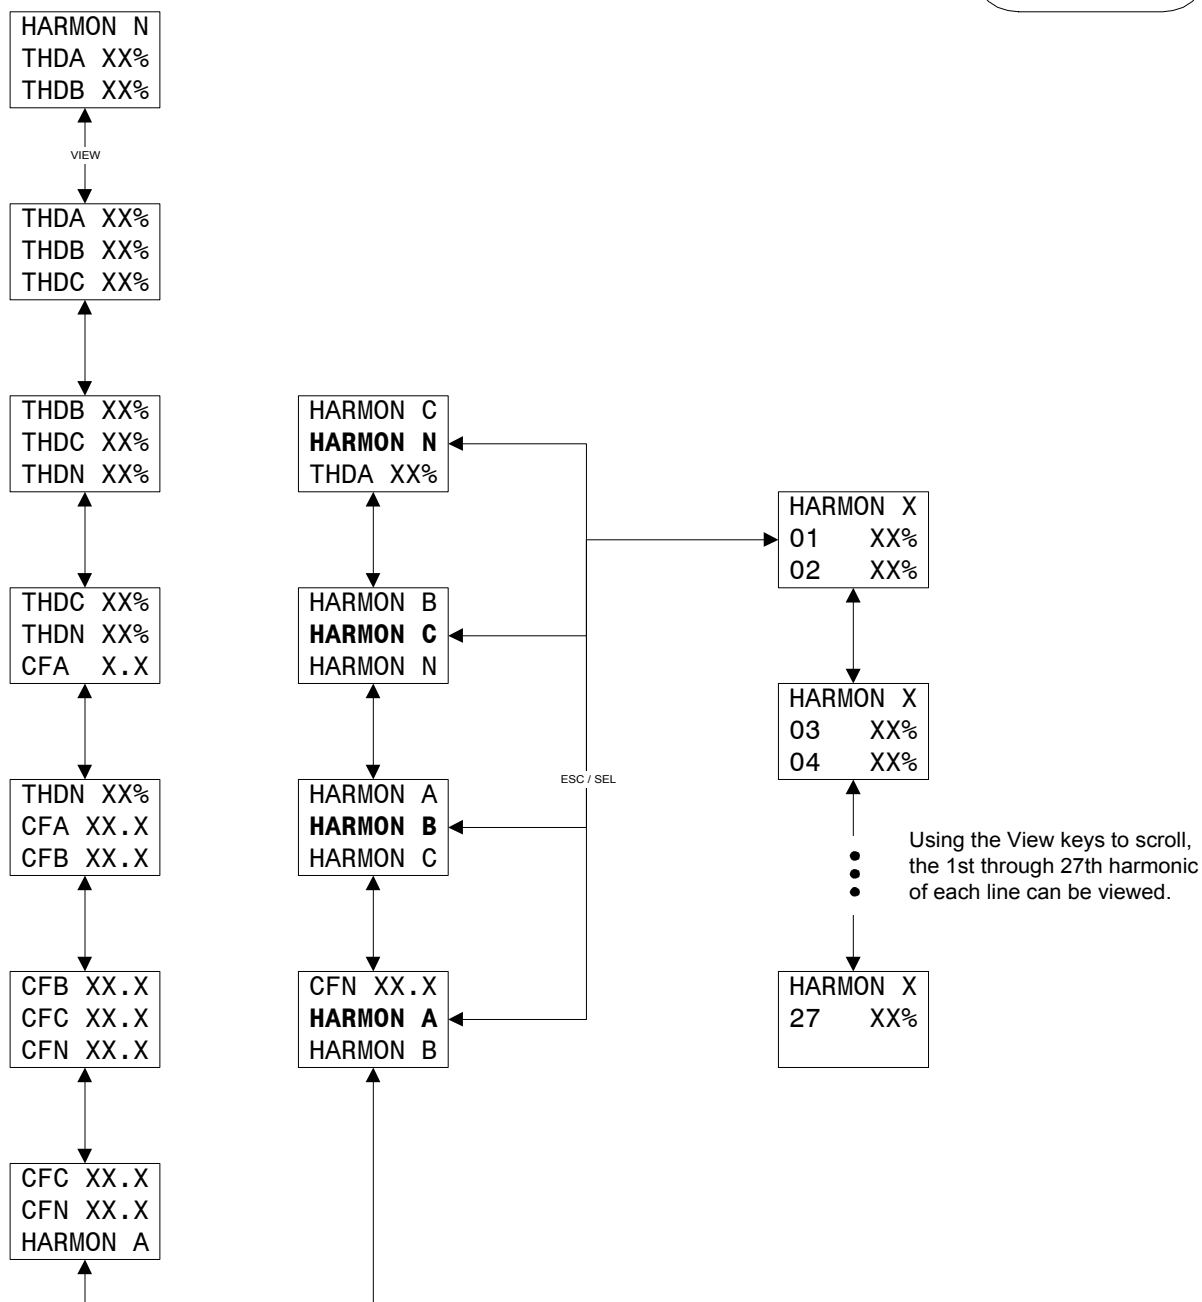 HARMON N
THDA XX%
THDB XX%
VIEW
THDA XX%
THDB XX%
THDC XX%
THDB XX%
THDC XX%
THDN XX%
THDC XX%
THDN XX%
CFA X.X
THDN XX%
CFA XX.X
CFB XX.X
CFB XX.X
CFC XX.X
CFN XX.X
CFC XX.X
CFN XX.X
HARMON A
HARMON C
HARMON N
THDA XX%
HARMON B
HARMON C
HARMON N
HARMON A
HARMON B
HARMON C
CFN XX.X
HARMON A
HARMON B
ESC / SEL
HARMON X
01 XX%
02 XX%
HARMON X
03 XX%
04 XX%
Using the View keys to scroll,
the 1st through 27th harmonic
of each line can be viewed.
HARMON X
27 XX%